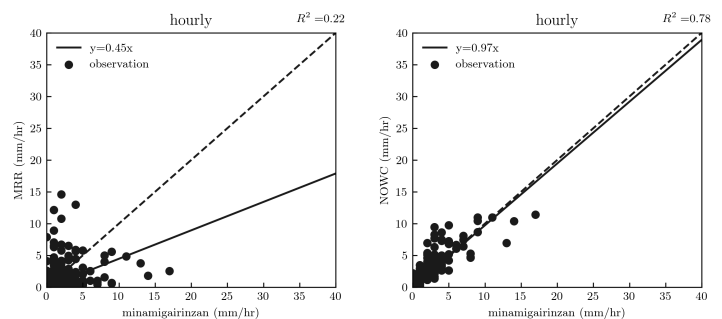 hourly
R² =0.22
y=0.45x
observation
MRR (mm/hr)
40
35
30
25
20
15
10
5
0
0 5 10 15 20 25 30 35 40
minamigairinzan (mm/hr)
hourly
R² =0.78
y=0.97x
observation
NOWC (mm/hr)
40
35
30
25
20
15
10
5
0
0 5 10 15 20 25 30 35 40
minamigairinzan (mm/hr)